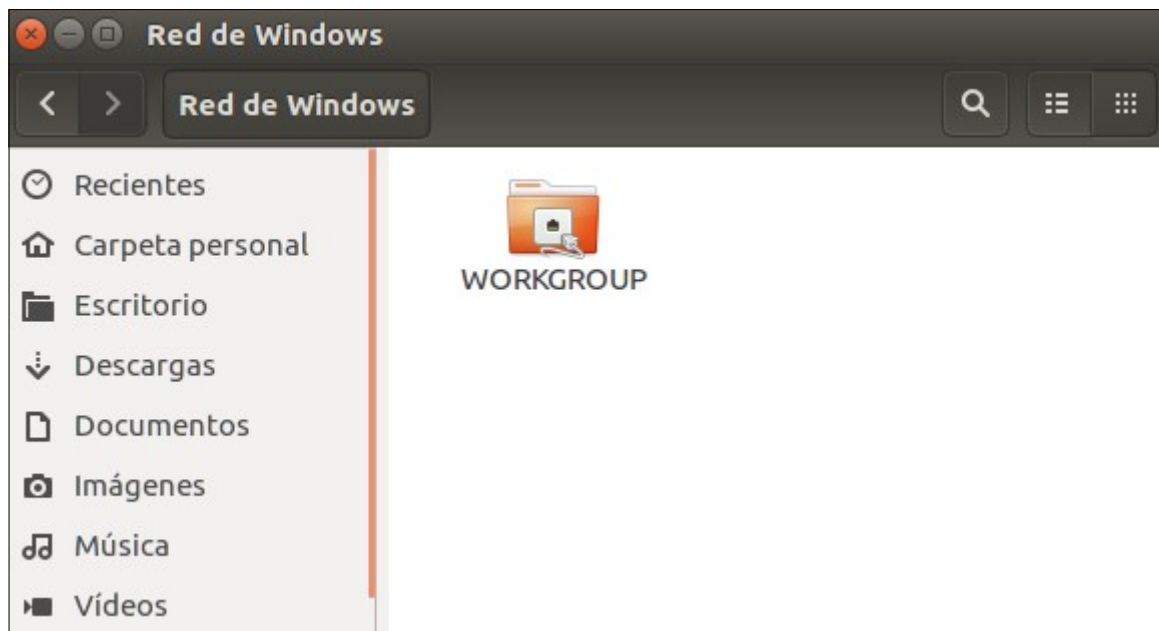 Red de Windows
Red de Windows
Recientes
Carpeta personal
Escritorio
Descargas
Documentos
Imágenes
Música
Vídeos
WORKGROUP